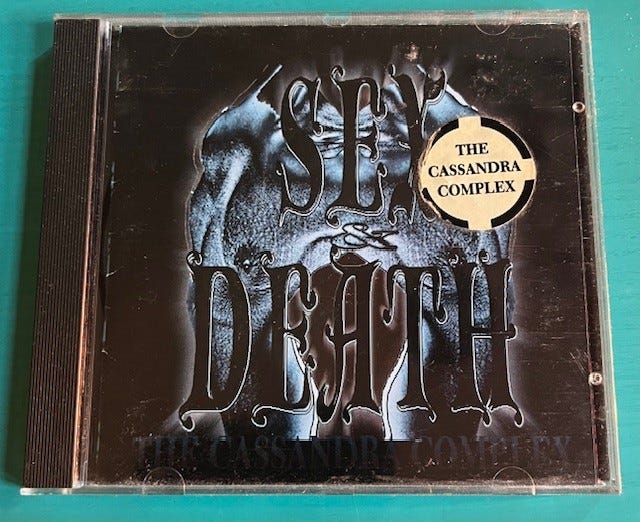 SEX
&
DEATH
THE
CASSANDRA
COMPLEX
THE CASSANDRA COMPLEX